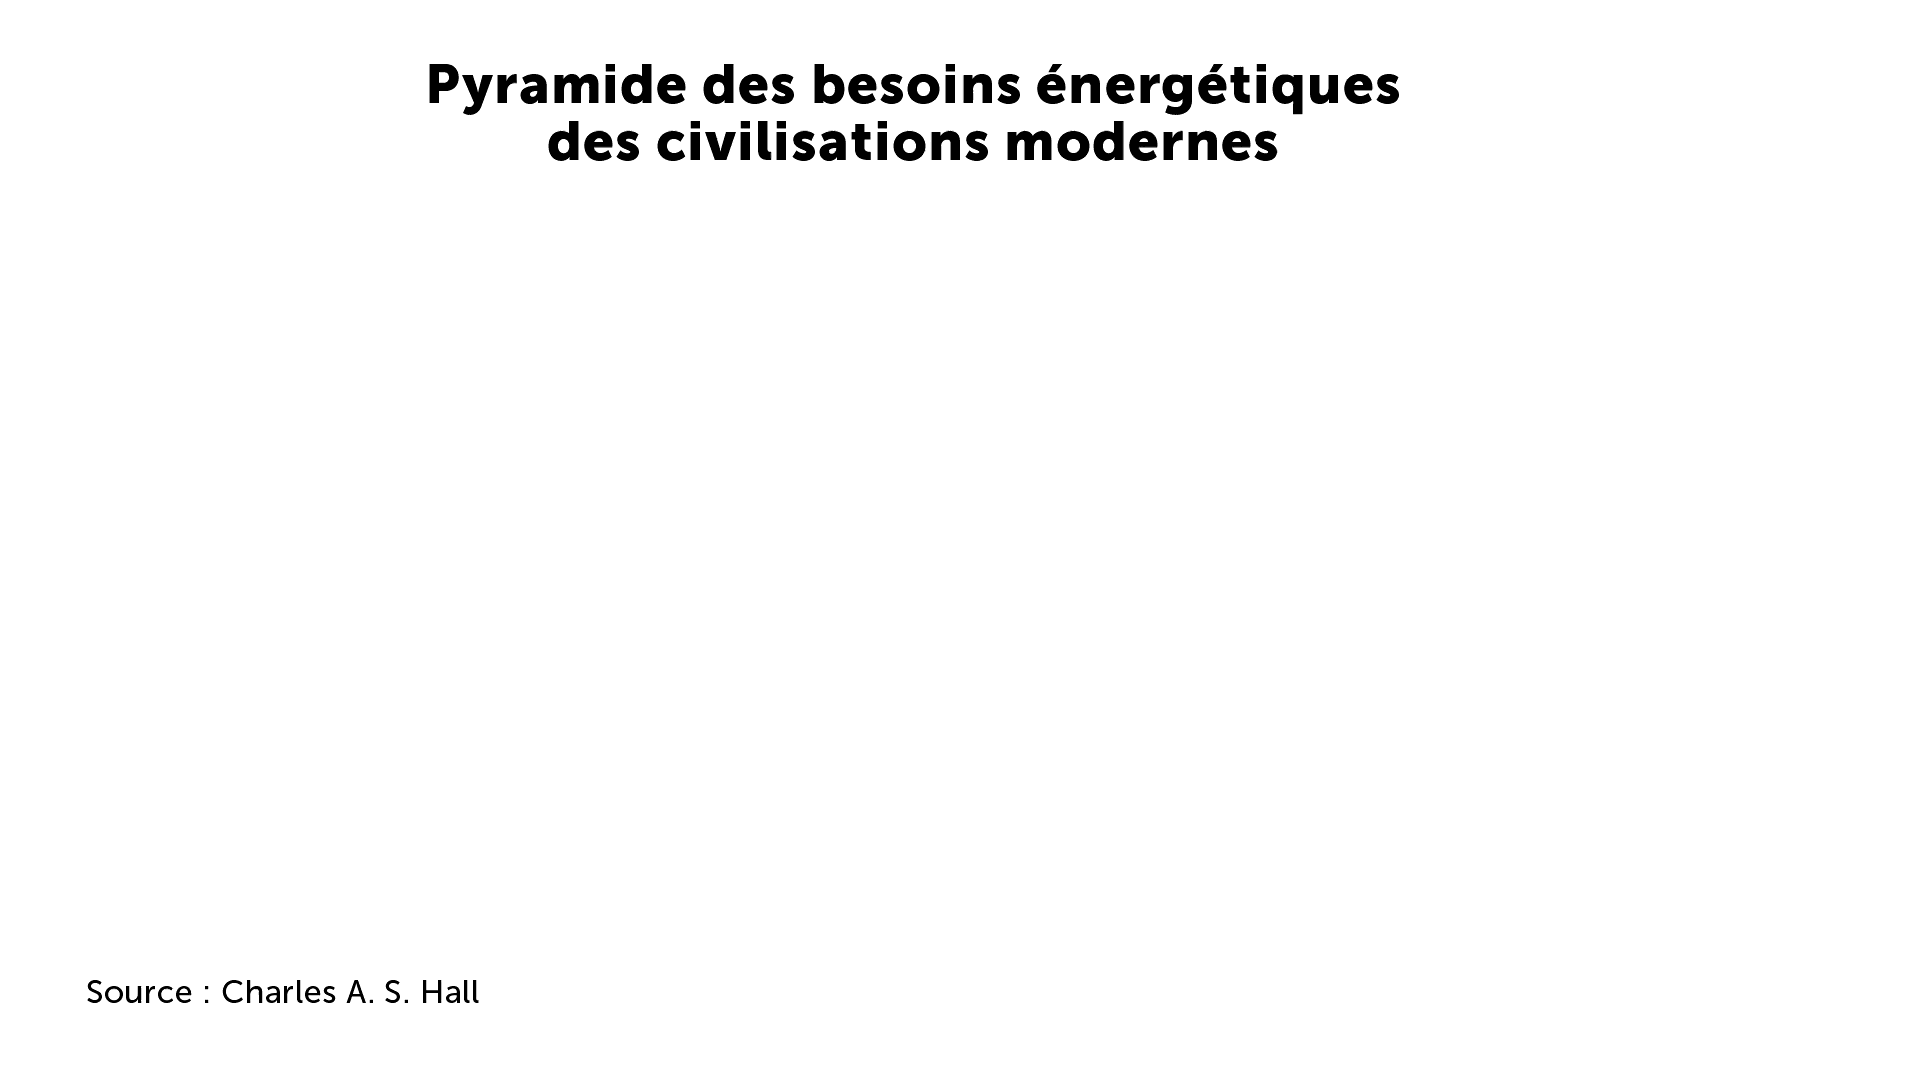 Pyramide des besoins énergétiques
des civilisations modernes
Source : Charles A. S. Hall